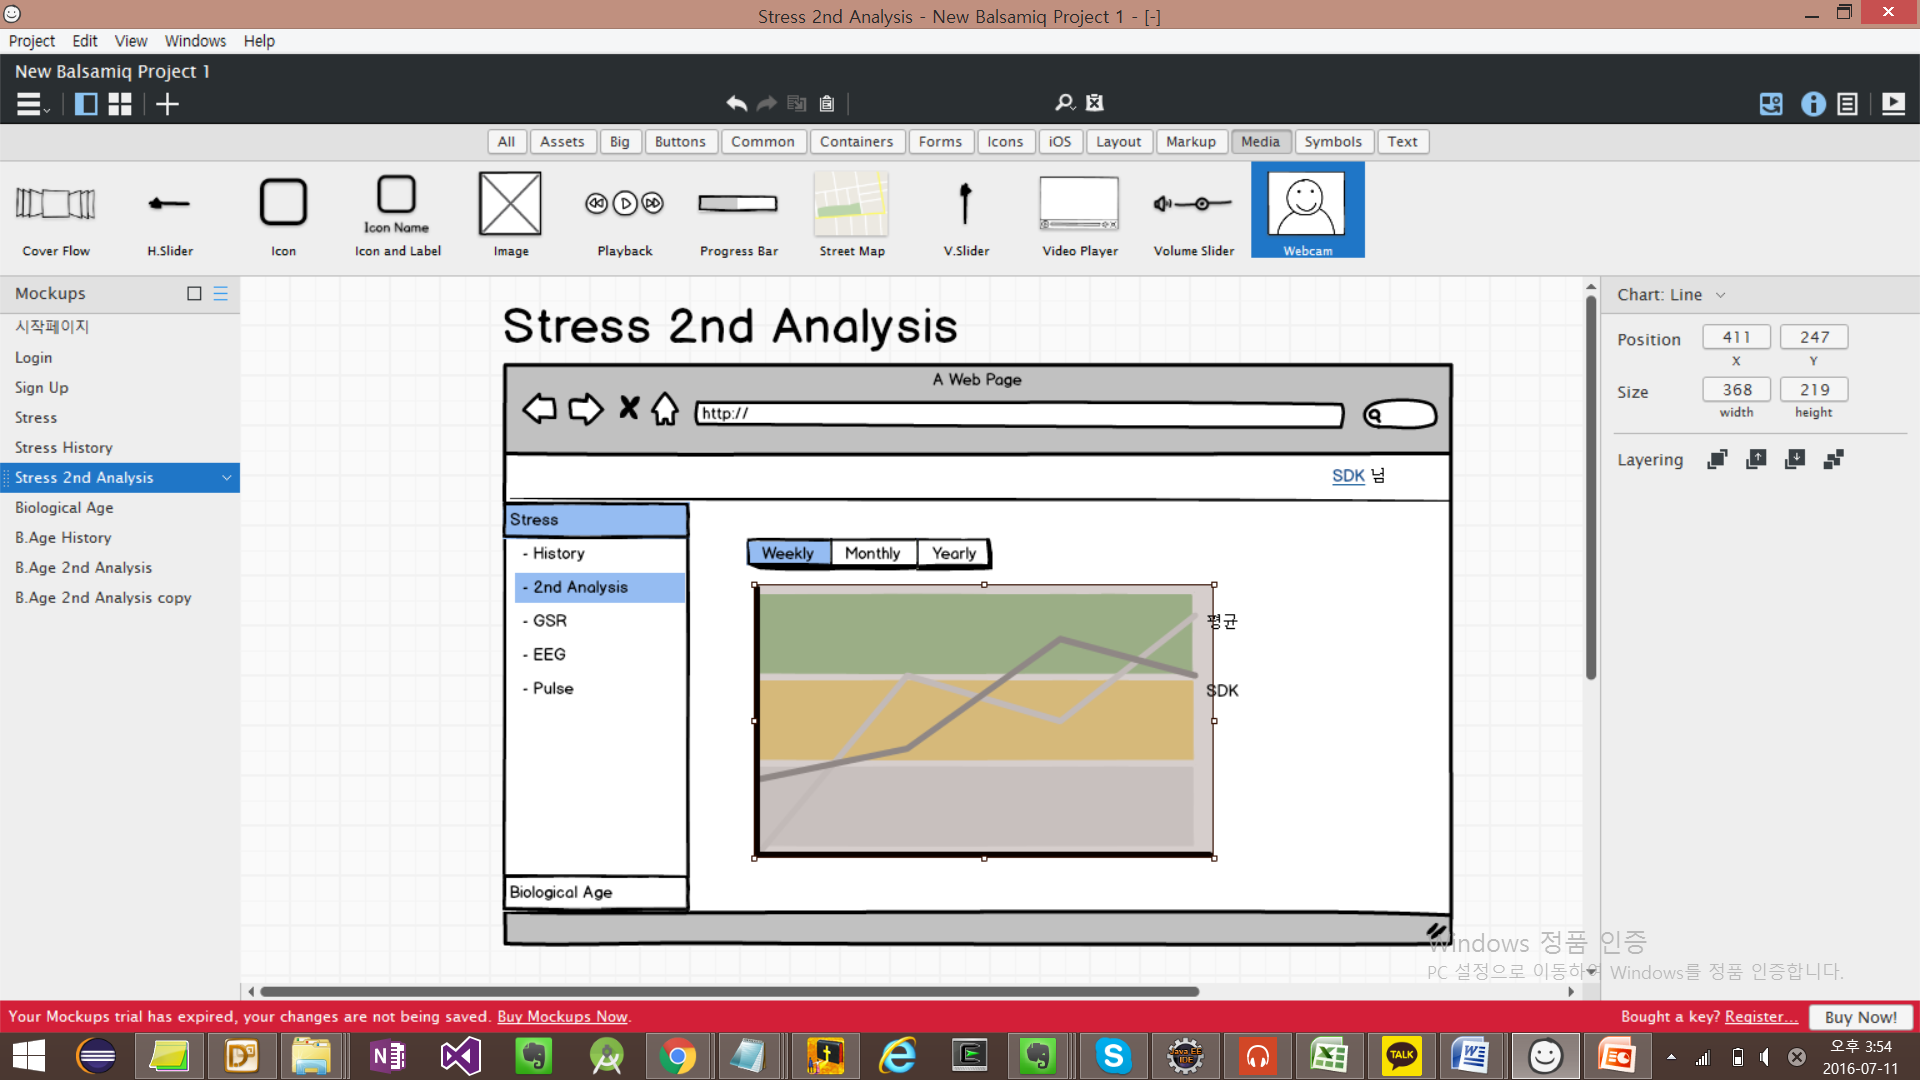 Stress 2nd Analysis - New Balsamiq Project 1 - [-]
Project Edit View Windows Help
New Balsamiq Project 1
All Assets Big Buttons Common Containers Forms Icons iOS Layout Markup Media Symbols Text
Icon Name
Cover Flow H.Slider Icon Icon and Label Image Playback Progress Bar Street Map V.Slider Video Player Volume Slider Webcam
Mockups
시작페이지
Login
Sign Up
Stress
Stress History
Stress 2nd Analysis
Biological Age
B.Age History
B.Age 2nd Analysis
B.Age 2nd Analysis copy
Stress 2nd Analysis
A Web Page
http://
SDK 님
Stress
- History
- 2nd Analysis
- GSR
- EEG
- Pulse
Biological Age
Weekly Monthly Yearly
평균
SDK
Chart: Line
Position 411 247
X Y
Size 368 219
width height
Layering
Windows 정품 인증
PC 설정으로 이동하여 Windows를 정품 인증합니다.
Your Mockups trial has expired, your changes are not being saved. Buy Mockups Now.
Bought a key? Register... Buy Now!
TALK
Java EE
IDE
오후 3:54
2016-07-11